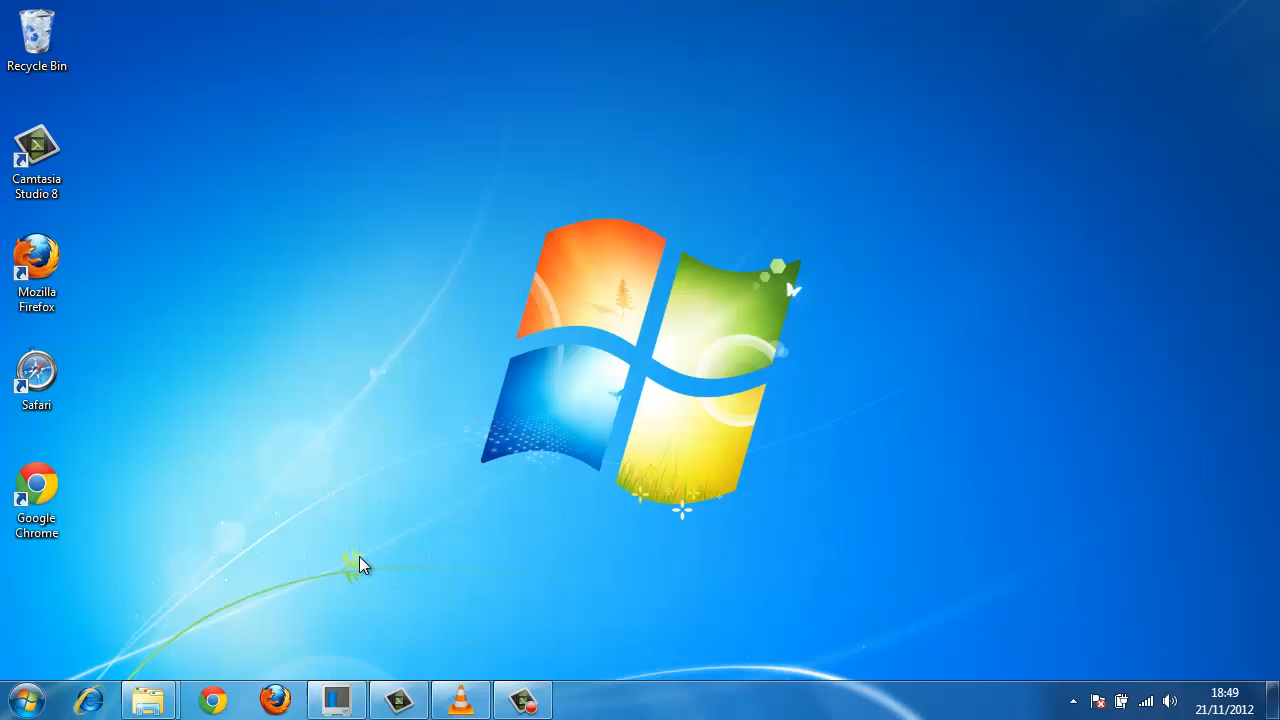 Recycle Bin
Camtasia
Studio 8
Mozilla
Firefox
Safari
Google
Chrome
18:49
21/11/2012